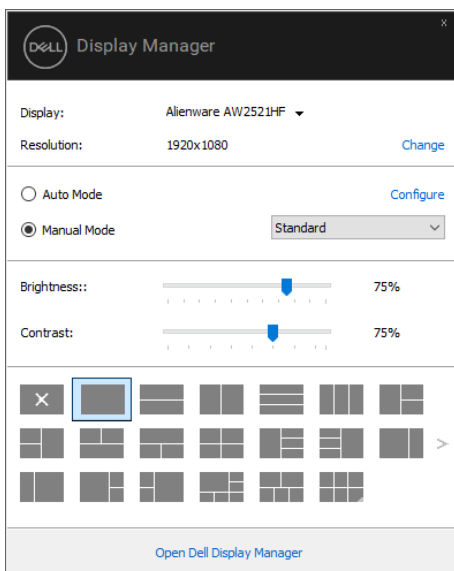 x
DELL Display Manager
Display: Alienware AW2521HF
Resolution: 1920x1080 Change
Auto Mode Configure
Manual Mode Standard
Brightness:: 75%
Contrast: 75%
Open Dell Display Manager